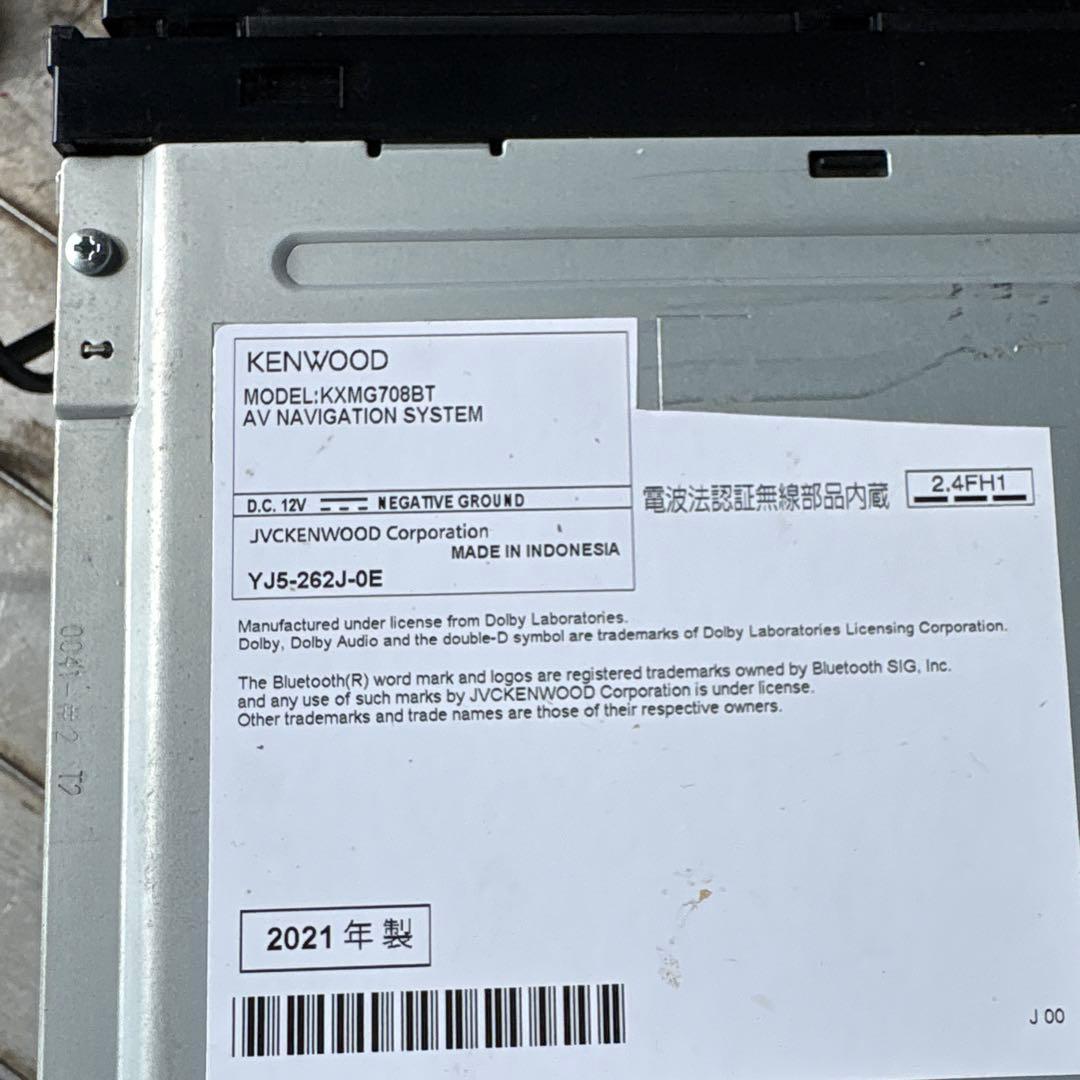 KENWOOD
MODEL:KXMG708BT
AV NAVIGATION SYSTEM
D.C. 12V NEGATIVE GROUND
JVCKENWOOD Corporation
MADE IN INDONESIA
YJ5-262J-0E
電波法認証無線部品内蔵
2.4FH1
Manufactured under license from Dolby Laboratories.
Dolby, Dolby Audio and the double-D symbol are trademarks of Dolby Laboratories Licensing Corporation.
The Bluetooth(R) word mark and logos are registered trademarks owned by Bluetooth SIG, Inc.
and any use of such marks by JVCKENWOOD Corporation is under license.
Other trademarks and trade names are those of their respective owners.
2021 年 製
J 00